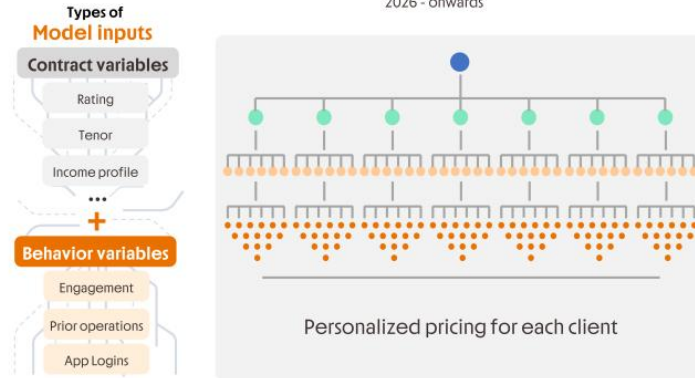 Types of
Model inputs
Contract variables
Rating
Tenor
Income profile
...
+
Behavior variables
Engagement
Prior operations
App Logins
2026 - onwards
Personalized pricing for each client